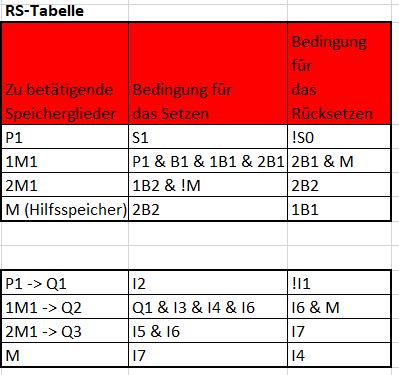 RS-Tabelle
Zu betätigende Speicherglieder Bedingung für das Setzen Bedingung für das Rücksetzen
P1 S1 !S0
1M1 P1 & B1 & 1B1 & 2B1 2B1 & M
2M1 1B2 & !M 2B2
M (Hilfsspeicher) 2B2 1B1
P1 -> Q1 I2 !I1
1M1 -> Q2 Q1 & I3 & I4 & I6 I6 & M
2M1 -> Q3 I5 & I6 I7
M I7 I4